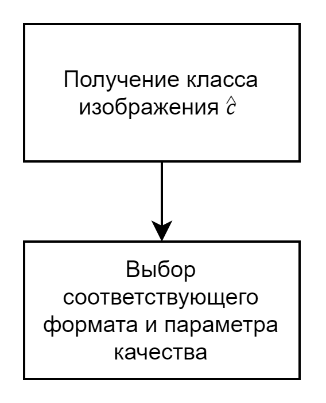 Получение класса
изображения ĉ
Выбор
соответствующего
формата и параметра
качества